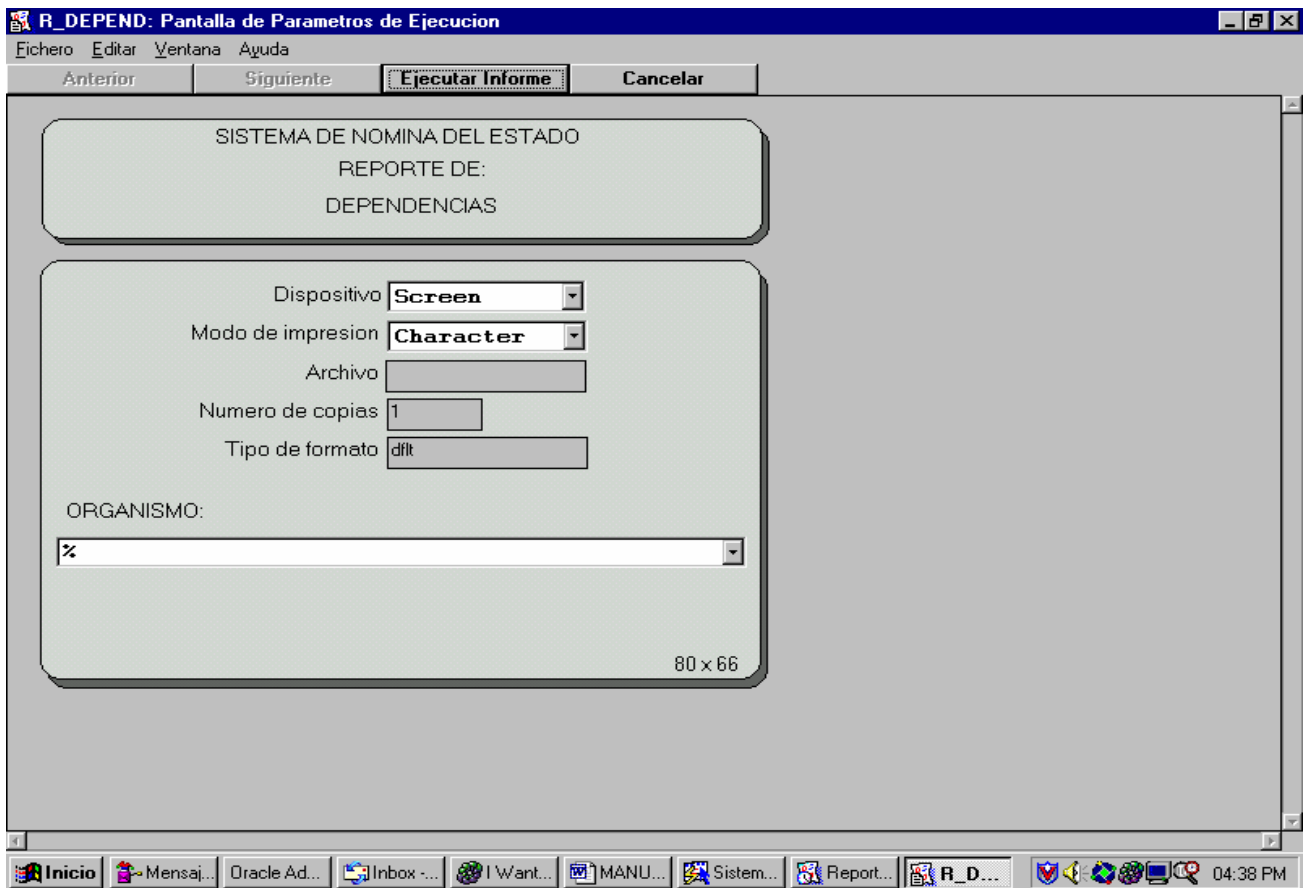 R_DEPEND: Pantalla de Parametros de Ejecucion
Fichero Editar Ventana Ayuda
Anterior Siguiente Ejecutar Informe Cancelar
SISTEMA DE NOMINA DEL ESTADO
REPORTE DE:
DEPENDENCIAS
Dispositivo Screen
Modo de impresion Character
Archivo
Numero de copias 1
Tipo de formato dflt
ORGANISMO:
%
80 x 66
Inicio Mensaj... Oracle Ad... Inbox -... I Want... MANU... Sistem... Report... R_D... 04:38 PM